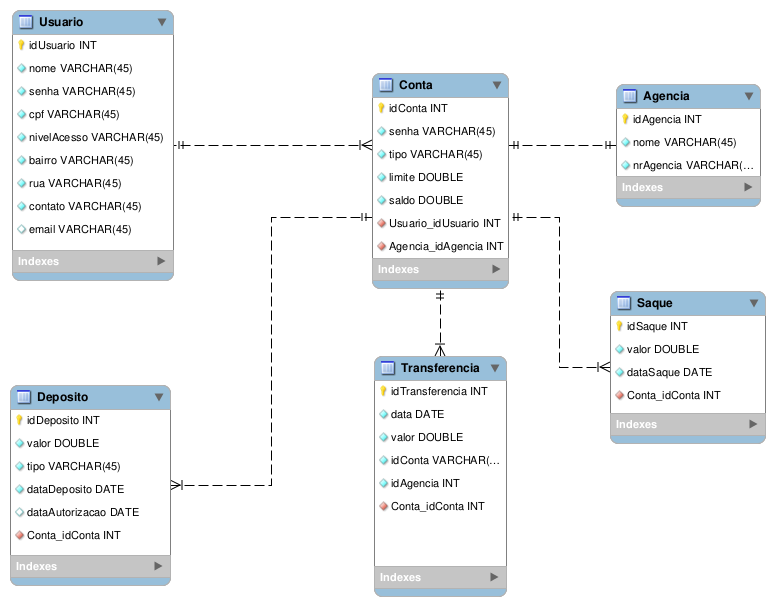 Usuario
idUsuario INT
nome VARCHAR(45)
senha VARCHAR(45)
cpf VARCHAR(45)
nivelAcesso VARCHAR(45)
bairro VARCHAR(45)
rua VARCHAR(45)
contato VARCHAR(45)
email VARCHAR(45)
Indexes
Conta
idConta INT
senha VARCHAR(45)
tipo VARCHAR(45)
limite DOUBLE
saldo DOUBLE
Usuario_idUsuario INT
Agencia_idAgencia INT
Indexes
Agencia
idAgencia INT
nome VARCHAR(45)
nrAgencia VARCHAR(...
Indexes
Saque
idSaque INT
valor DOUBLE
dataSaque DATE
Conta_idConta INT
Indexes
Deposito
idDeposito INT
valor DOUBLE
tipo VARCHAR(45)
dataDeposito DATE
dataAutorizacao DATE
Conta_idConta INT
Indexes
Transferencia
idTransferencia INT
data DATE
valor DOUBLE
idConta VARCHAR(...
idAgencia INT
Conta_idConta INT
Indexes